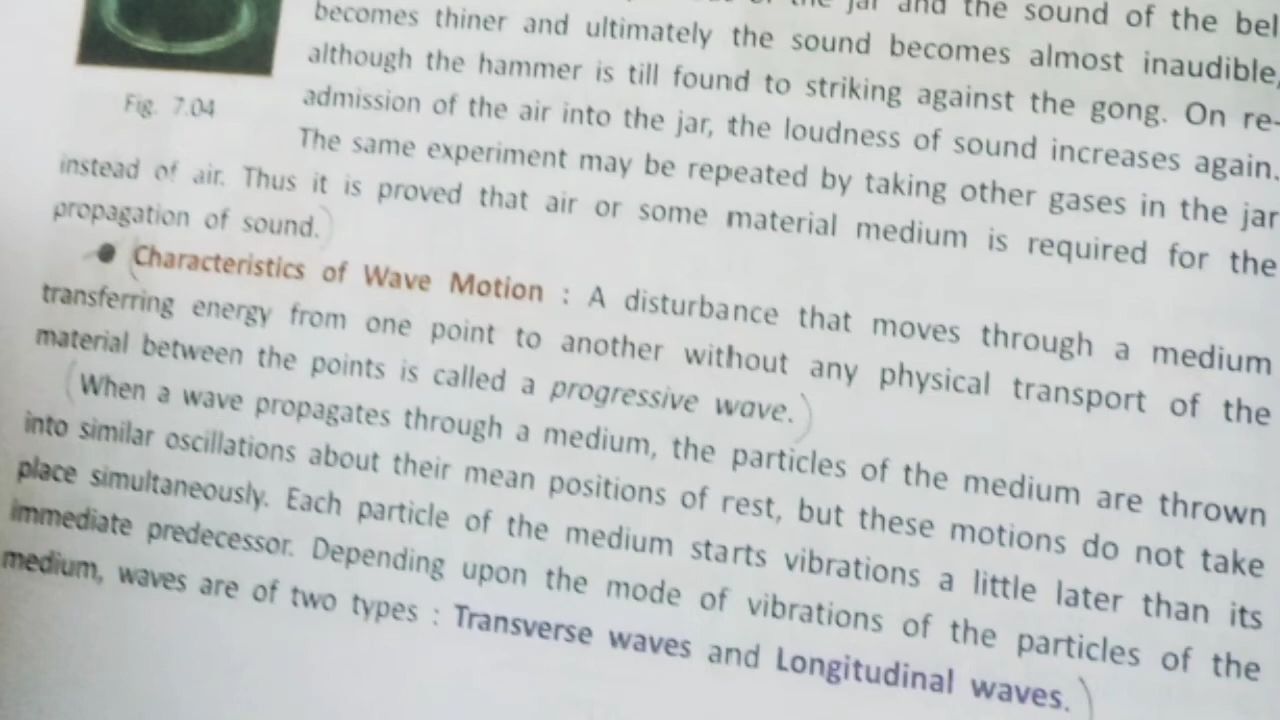 the jar and the sound of the bel
becomes thiner and ultimately the sound becomes almost inaudible,
although the hammer is till found to striking against the gong. On re-
admission of the air into the jar, the loudness of sound increases again.
Fig. 7.04
The same experiment may be repeated by taking other gases in the jar
instead of air. Thus it is proved that air or some material medium is required for the
propagation of sound.)
• (Characteristics of Wave Motion : A disturbance that moves through a medium
transferring energy from one point to another without any physical transport of the
material between the points is called a progressive wave.)
(When a wave propagates through a medium, the particles of the medium are thrown
into similar oscillations about their mean positions of rest, but these motions do not take
place simultaneously. Each particle of the medium starts vibrations a little later than its
immediate predecessor. Depending upon the mode of vibrations of the particles of the
medium, waves are of two types : Transverse waves and Longitudinal waves.)